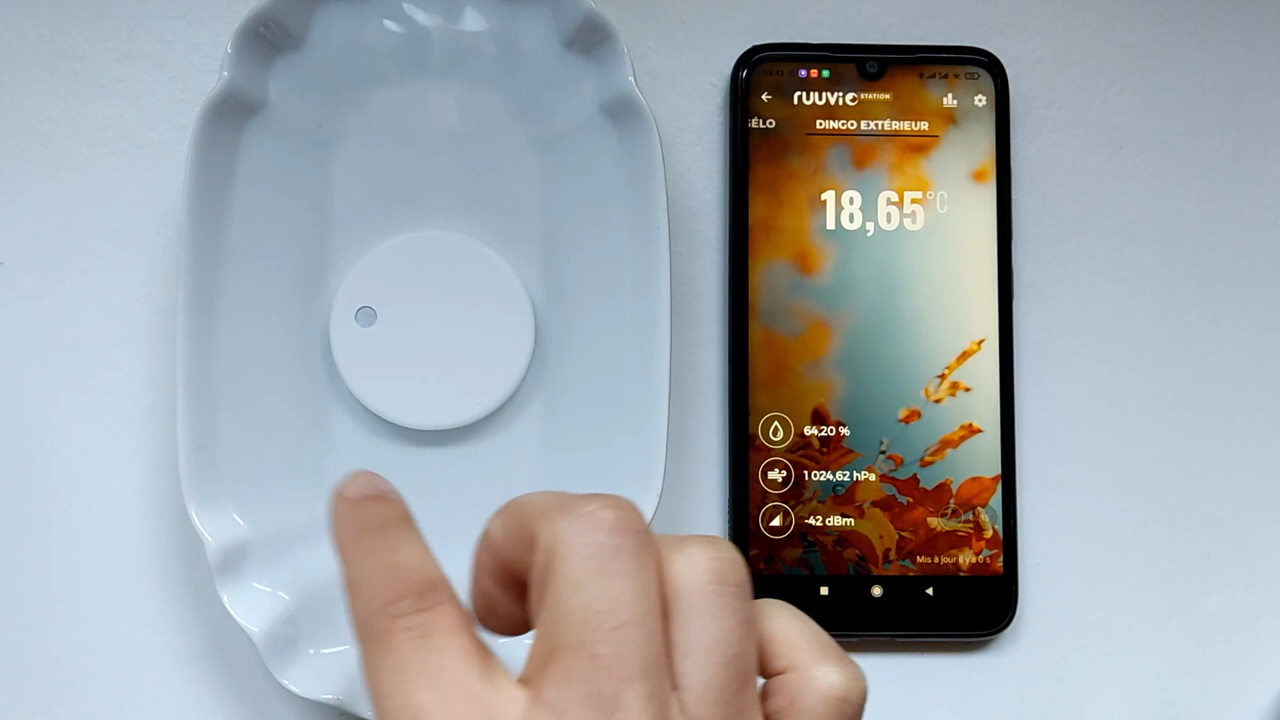 ruuvi STATION
ÉLO DINGO EXTÉRIEUR
18,65°C
64,20 %
1 024,62 hPa
-42 dBm
Mis à jour il y a 0 s